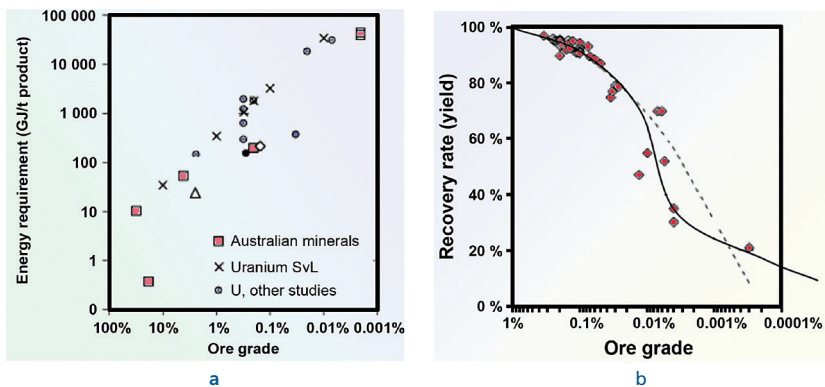 Energy requirement (GJ/t product)
100 000
10 000
1 000
100
10
1
0
Australian minerals
Uranium SvL
U, other studies
100% 10% 1% 0.1% 0.01% 0.001%
Ore grade
a
Recovery rate (yield)
100 %
80 %
60 %
40 %
20 %
0 %
1% 0.1% 0.01% 0.001% 0.0001%
Ore grade
b